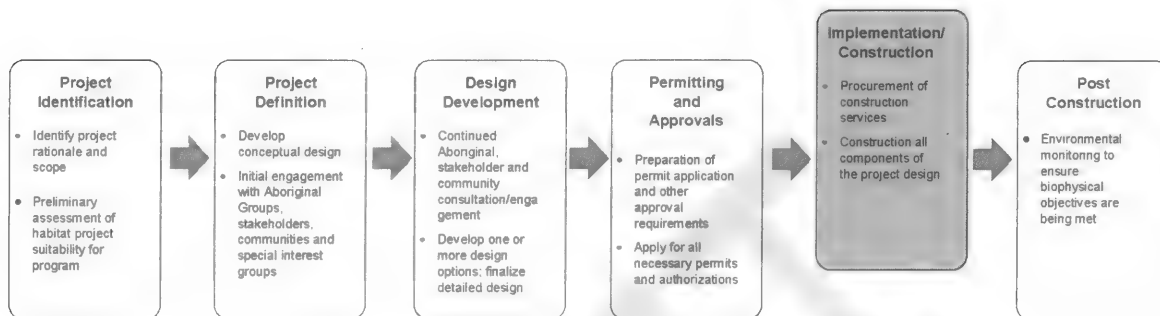 Project
Identification
• Identify project
rationale and
scope
• Preliminary
assessment of
habitat project
suitability for
program
Project
Definition
• Develop
conceptual design
• Initial engagement
with Aboriginal
Groups,
stakeholders,
communities and
special interest
groups
Design
Development
• Continued
Aboriginal,
stakeholder and
community
consultation/enga
gement
• Develop one or
more design
options; finalize
detailed design
Permitting
and
Approvals
• Preparation of
permit application
and other
approval
requirements
• Apply for all
necessary permits
and authorizations
Implementation/
Construction
• Procurement of
construction
services
• Construction all
components of
the project design
Post
Construction
• Environmental
monitoring to
ensure
biophysical
objectives are
being met